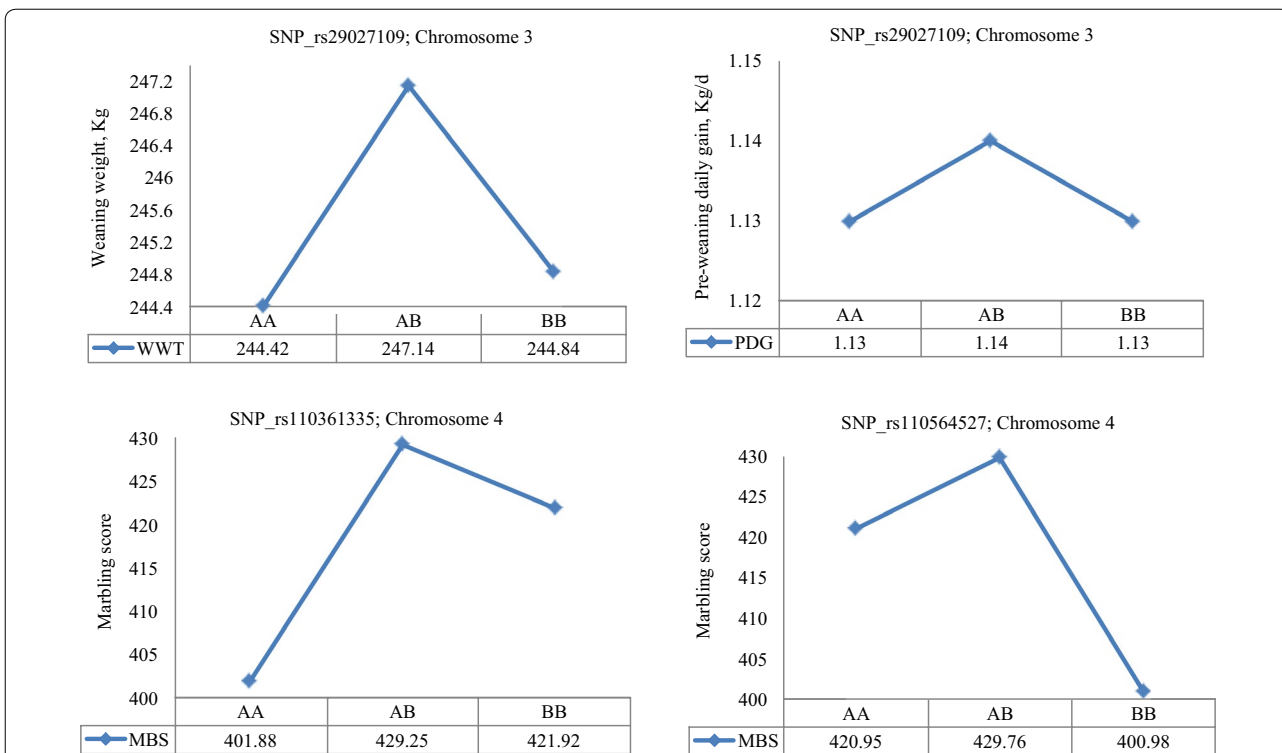 SNP_rs29027109; Chromosome 3
Weaning weight, Kg
247.2
246.8
246.4
246
245.6
245.2
244.8
244.4
AA AB BB
WWT 244.42 247.14 244.84
SNP_rs29027109; Chromosome 3
Pre-weaning daily gain, Kg/d
1.15
1.14
1.13
1.12
AA AB BB
PDG 1.13 1.14 1.13
SNP_rs110361335; Chromosome 4
Marbling score
430
425
420
415
410
405
400
AA AB BB
MBS 401.88 429.25 421.92
SNP_rs110564527; Chromosome 4
Marbling score
430
425
420
415
410
405
400
AA AB BB
MBS 420.95 429.76 400.98